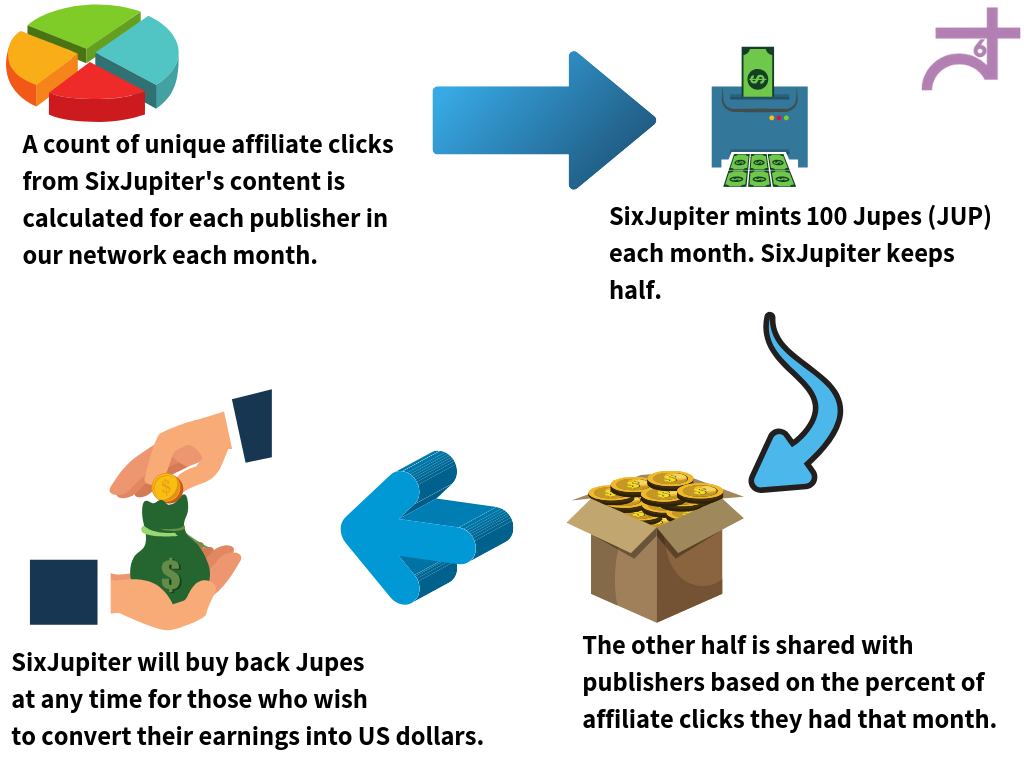 A count of unique affiliate clicks
from SixJupiter's content is
calculated for each publisher in
our network each month.
6
SixJupiter mints 100 Jupes (JUP)
each month. SixJupiter keeps
half.
The other half is shared with
publishers based on the percent of
affiliate clicks they had that month.
SixJupiter will buy back Jupes
at any time for those who wish
to convert their earnings into US dollars.